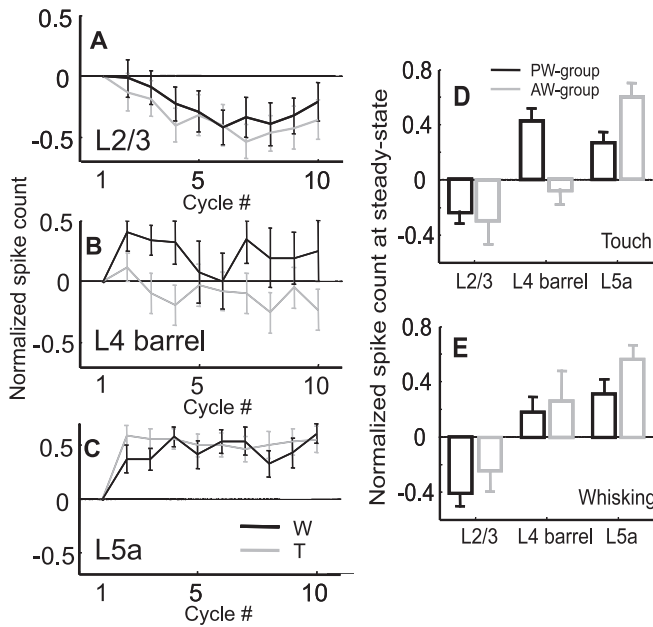 Normalized spike count
A
0
-0.5
L2/3
1
5
10
Cycle #
0.5
B
0
-0.5
L4 barrel
1
5
10
Cycle #
0.5
C
0
-0.5
L5a
W
T
1
5
10
Cycle #
Normalized spike count at steady-state
PW-group
AW-group
0.8
D
0.4
0
-0.4
Touch
L2/3
L4 barrel
L5a
0.8
E
0.4
0
-0.4
Whisking
L2/3
L4 barrel
L5a